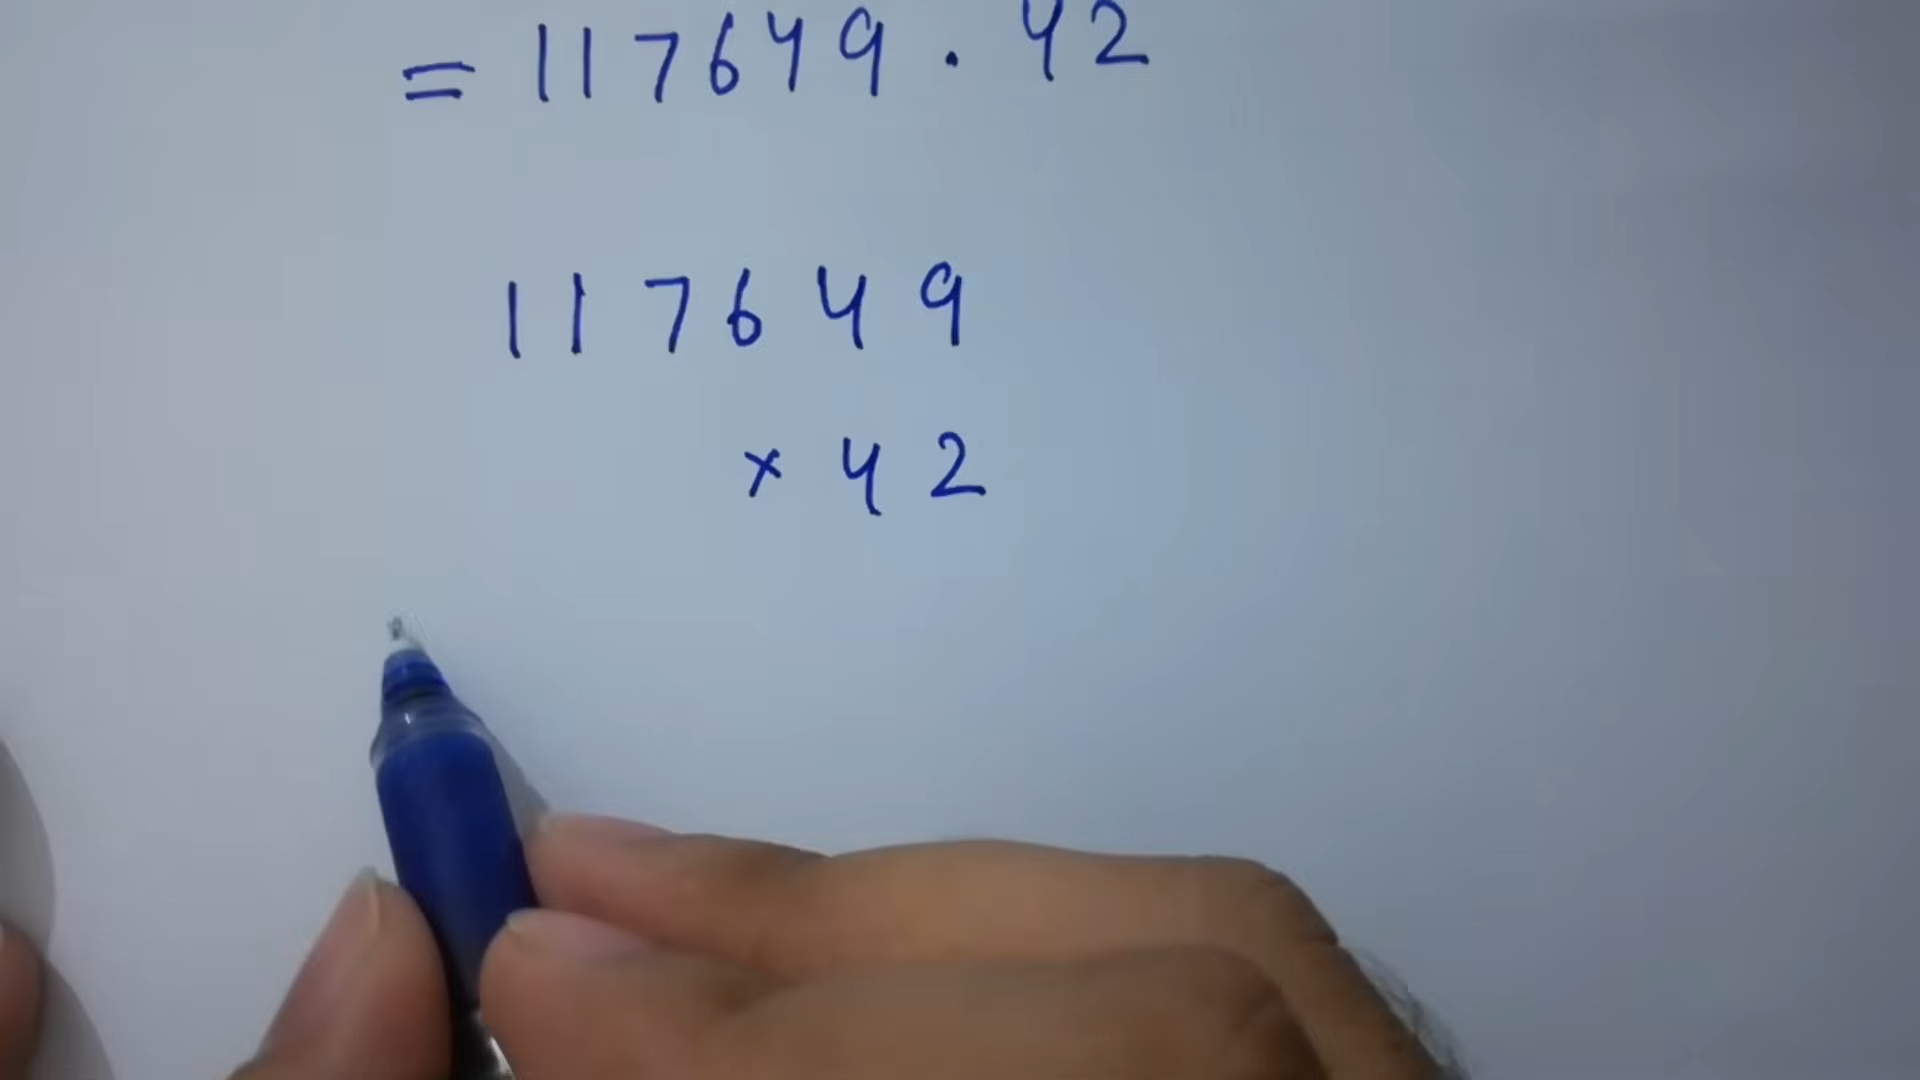 = 117649 . 42
117649
× 42